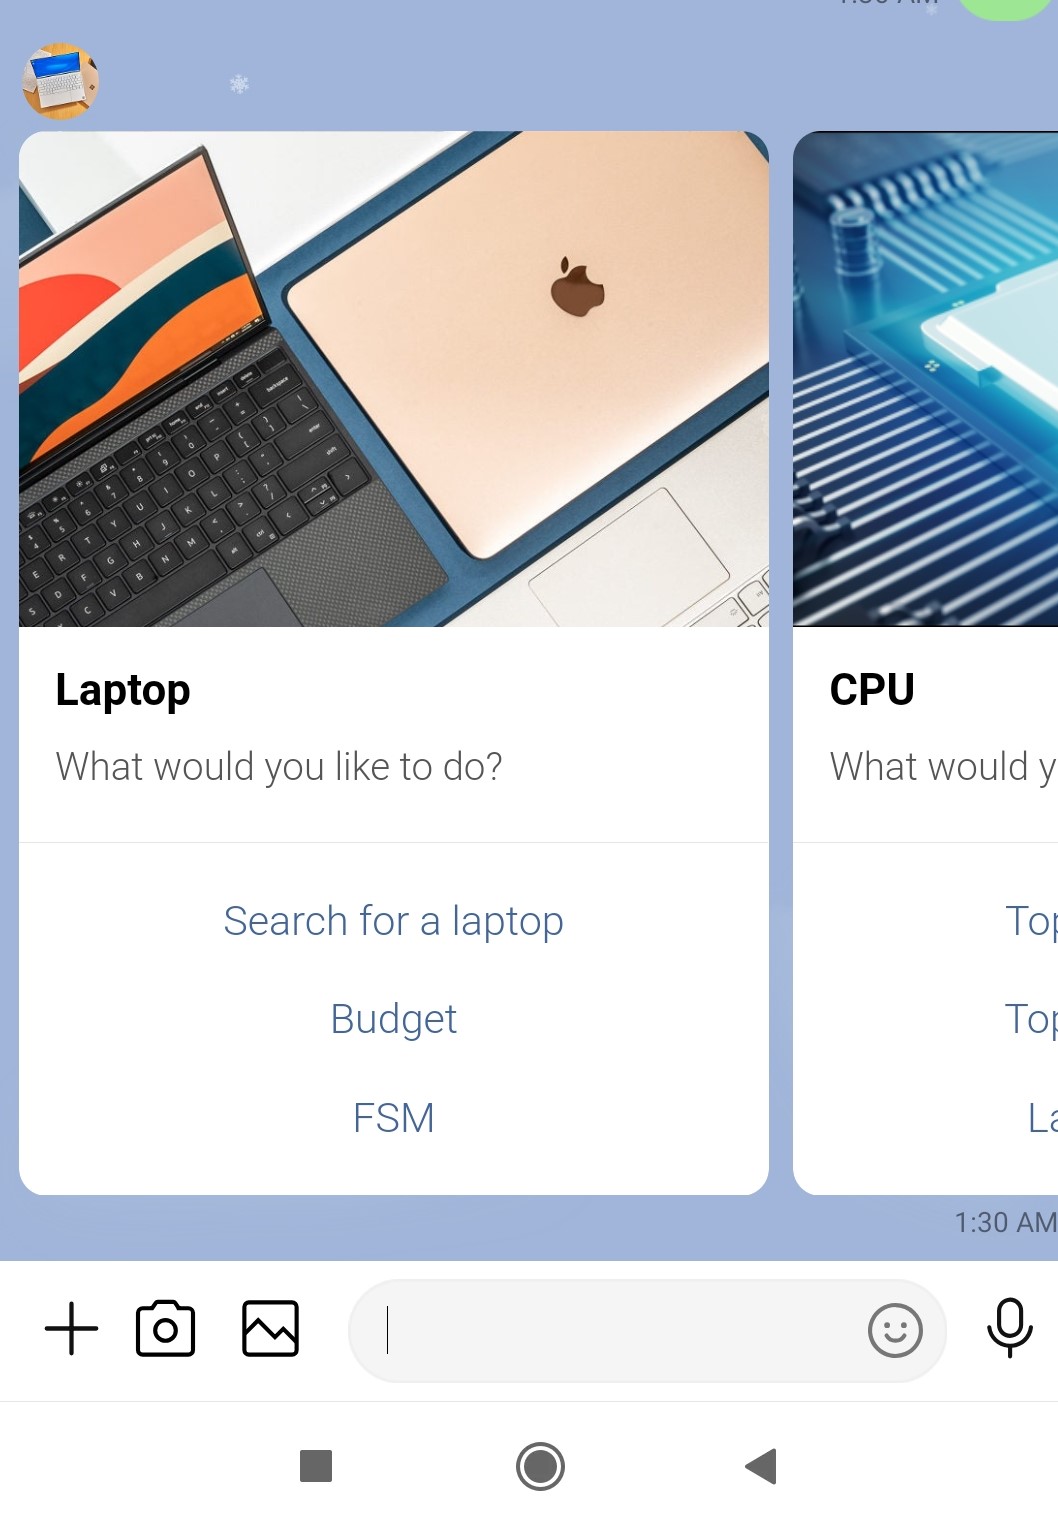 Laptop
What would you like to do?
Search for a laptop
Budget
FSM
CPU
What would y
Top
Top
La
1:30 AM